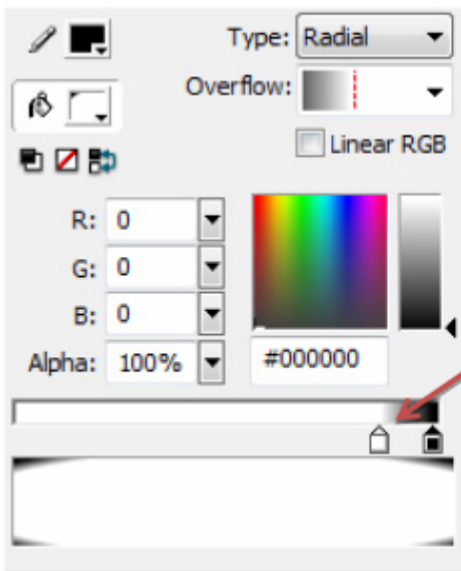 Type: Radial
Overflow:
Linear RGB
R: 0
G: 0
B: 0
Alpha: 100% #000000